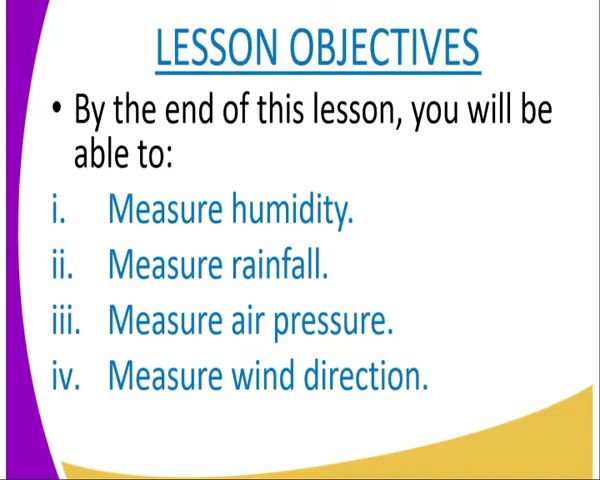 LESSON OBJECTIVES
• By the end of this lesson, you will be
able to:
i. Measure humidity.
ii. Measure rainfall.
iii. Measure air pressure.
iv. Measure wind direction.